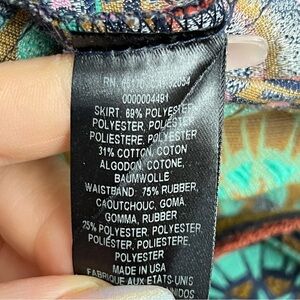 RN
0000004491
SKIRT: 69% POLYESTER,
POLYESTER, POLYESTER,
POLIESTERE, POLYESTER
31% COTTON, COTON
ALGODON, COTONE,
BAUMWOLLE
WAISTBAND: 75% RUBBER,
CAOUTCHOUC, GOMA,
GOMMA, RUBBER
25% POLYESTER, POLYESTER,
POLIESTER, POLIESTERE,
POLYESTER
MADE IN USA
FABRIQUE AUX ETATS-UNIS